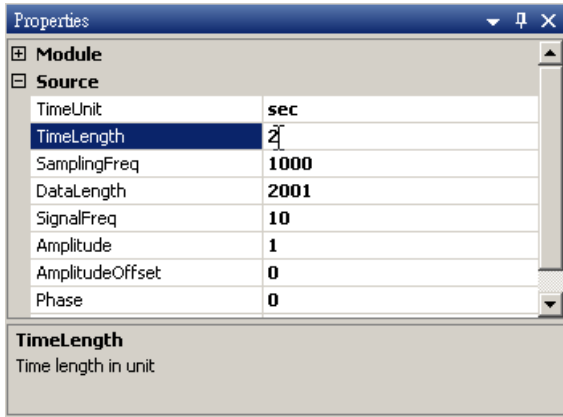 Properties
Module
Source
TimeUnit sec
TimeLength 2
SamplingFreq 1000
DataLength 2001
SignalFreq 10
Amplitude 1
AmplitudeOffset 0
Phase 0
TimeLength
Time length in unit